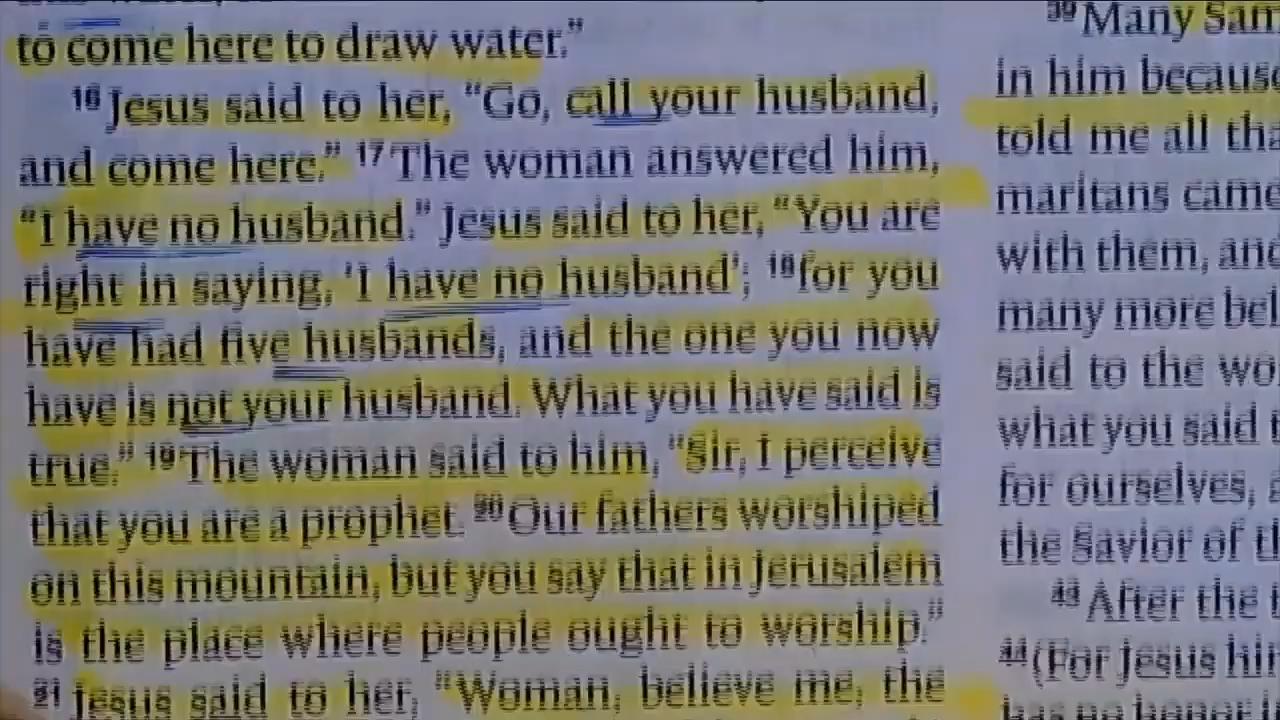 to come here to draw water.”
16 Jesus said to her, “Go, call your husband,
and come here.” 17 The woman answered him,
“I have no husband.” Jesus said to her, “You are
right in saying, ‘I have no husband’; 18 for you
have had five husbands, and the one you now
have is not your husband. What you have said is
true.” 19 The woman said to him, “Sir, I perceive
that you are a prophet. 20 Our fathers worshiped
on this mountain, but you say that in Jerusalem
is the place where people ought to worship.”
21 Jesus said to her, “Woman, believe me, the
39 Many Sam
in him because
told me all tha
maritans came
with them, and
many more bel
said to the wo
what you said
for ourselves,
the Savior of
After the
44 (For Jesus
has no honor